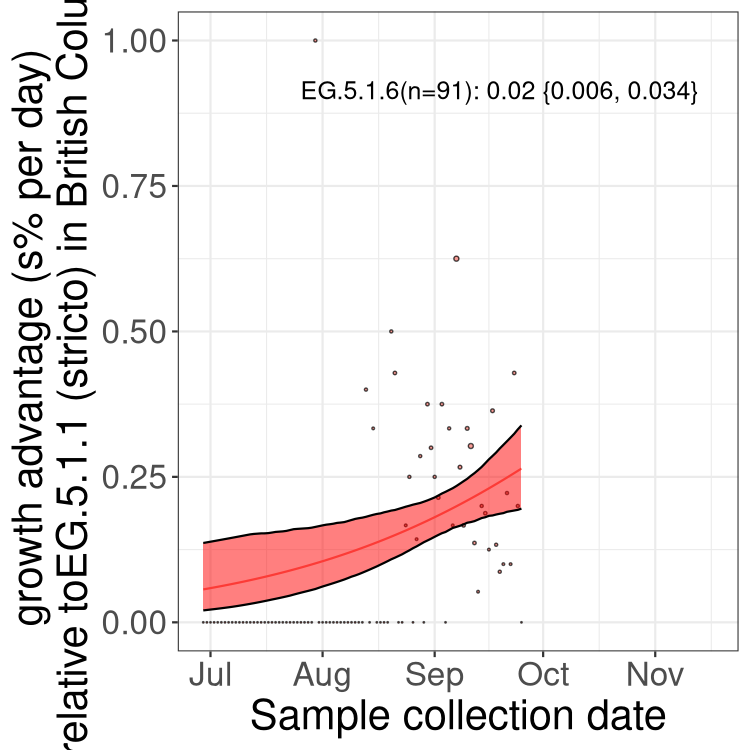 growth advantage (s% per day)
relative toEG.5.1.1 (stricto) in British Colu
1.00
0.75
0.50
0.25
0.00
EG.5.1.6(n=91): 0.02 {0.006, 0.034}
Jul Aug Sep Oct Nov
Sample collection date